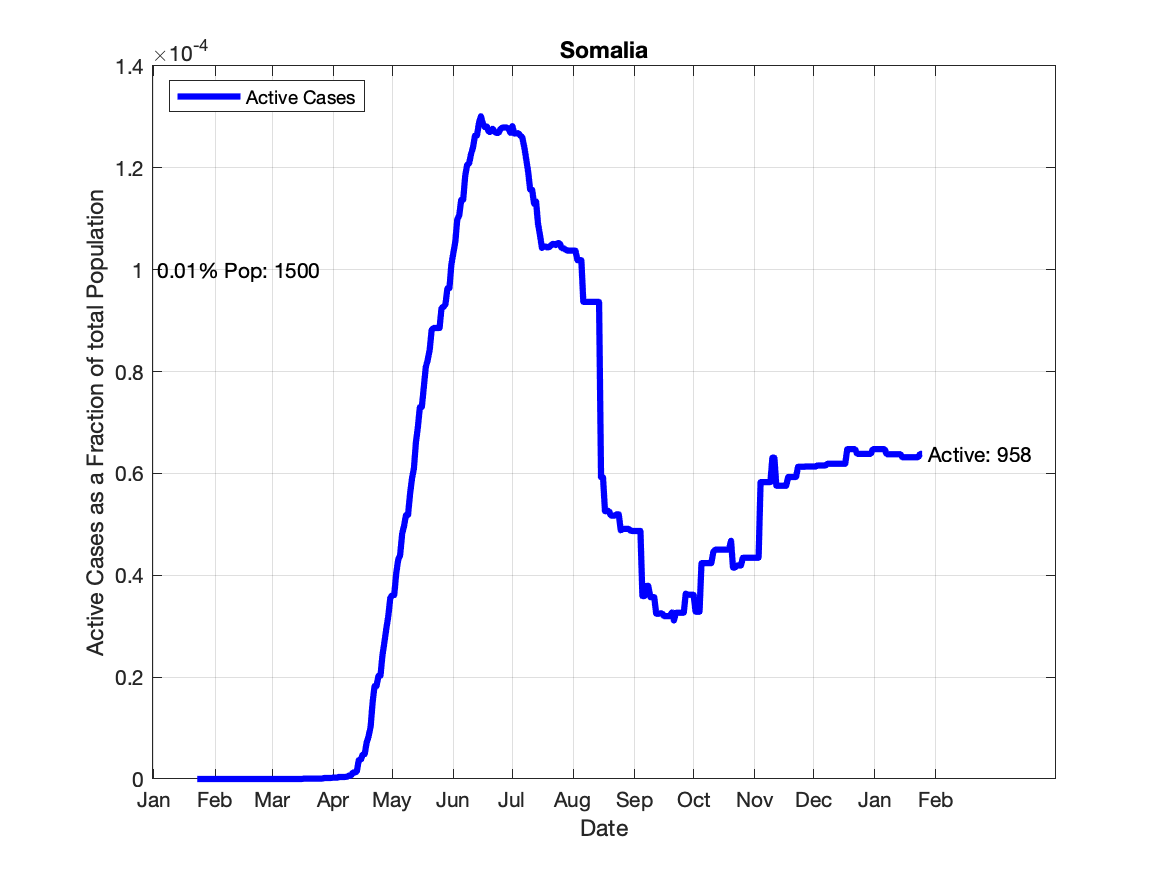 Somalia
×10⁻⁴
Active Cases
1.4
1.2
1
0.8
0.6
0.4
0.2
0
0.01% Pop: 1500
Active: 958
Active Cases as a Fraction of total Population
Jan Feb Mar Apr May Jun Jul Aug Sep Oct Nov Dec Jan Feb
Date